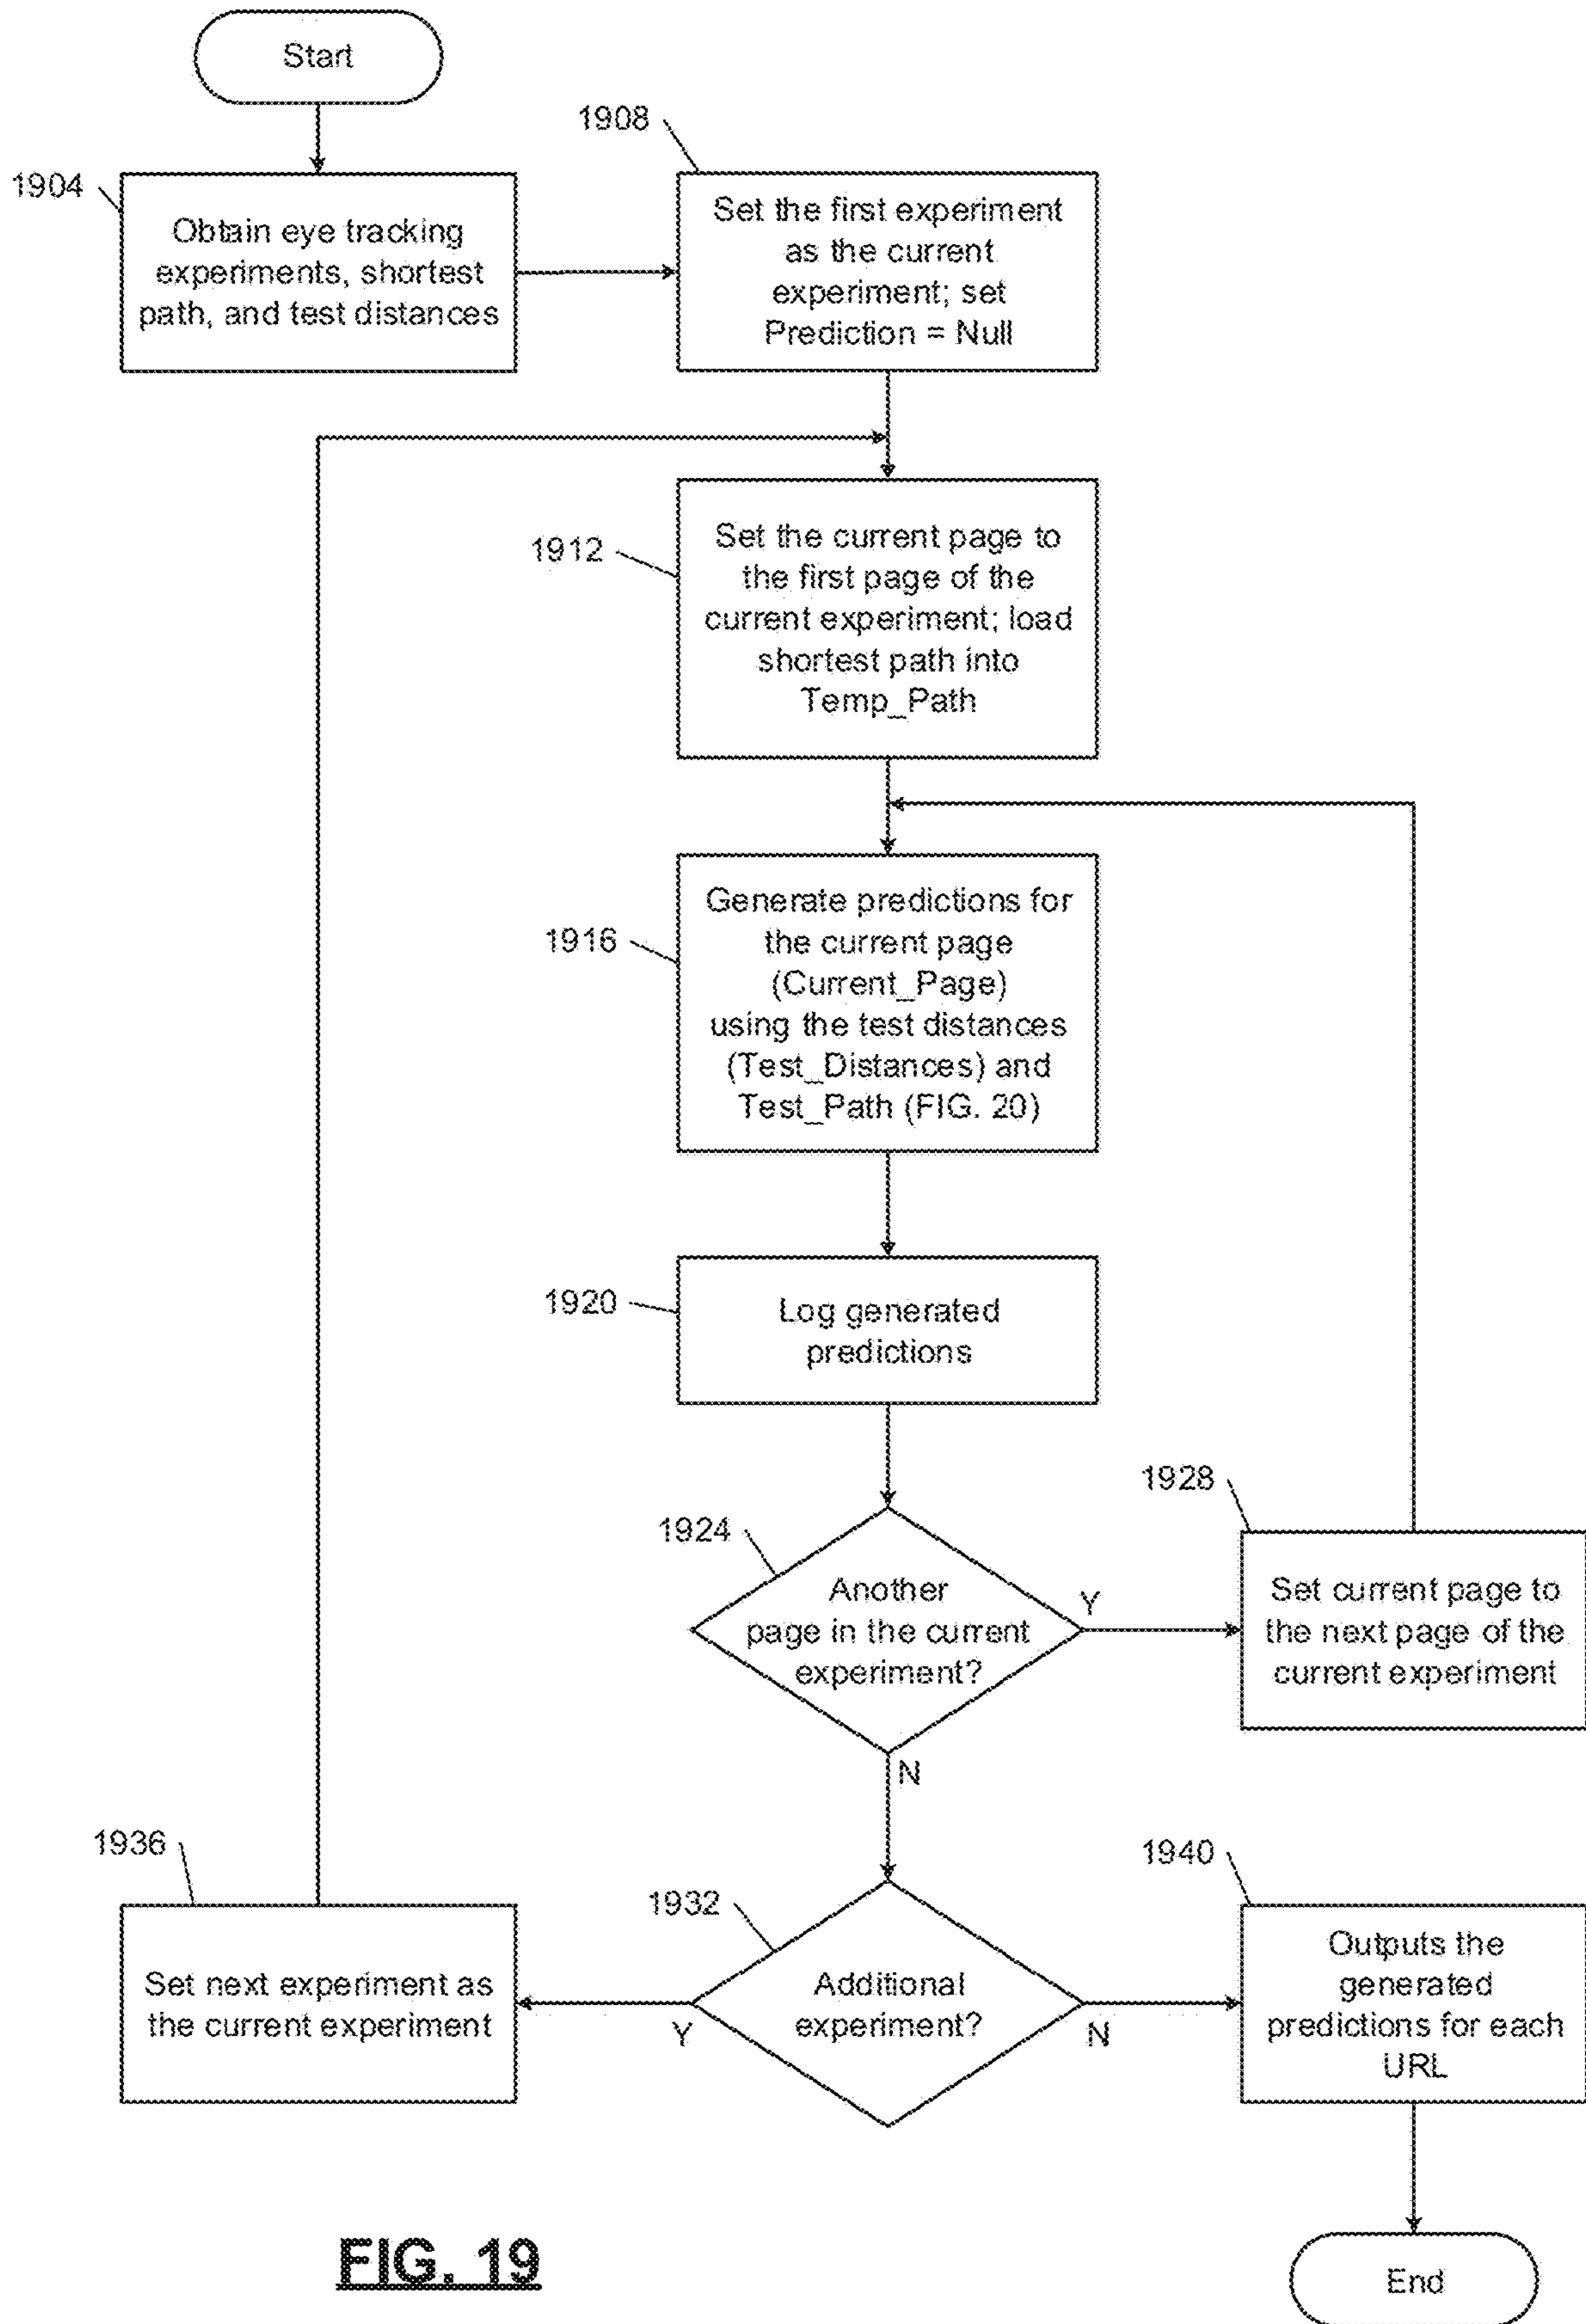 Start
1904
Obtain eye tracking
experiments, shortest
path, and test distances
1908
Set the first experiment
as the current
experiment; set
Prediction = Null
1912
Set the current page to
the first page of the
current experiment; load
shortest path into
Temp_Path
1916
Generate predictions for
the current page
(Current_Page)
using the test distances
(Test_Distances) and
Test_Path (FIG. 20)
1920
Log generated
predictions
1924
Another
page in the current
experiment?
Y
N
1928
Set current page to
the next page of the
current experiment
1932
Additional
experiment?
Y
N
1936
Set next experiment as
the current experiment
1940
Outputs the
generated
predictions for each
URL
End
FIG. 19